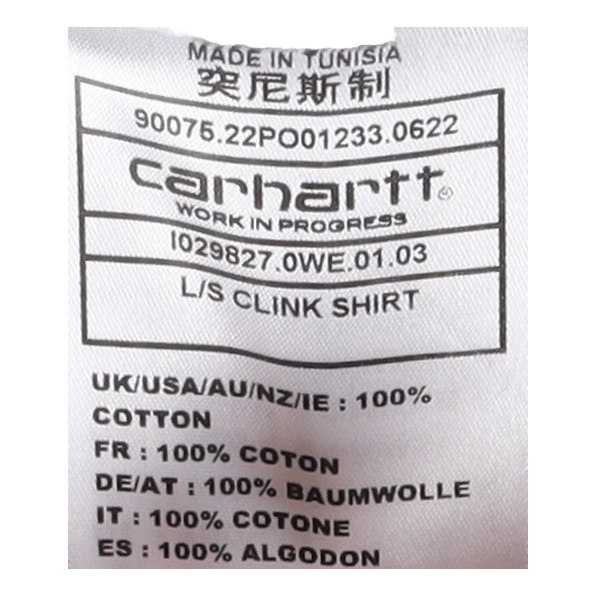 MADE IN TUNISIA
突尼斯制
90075.22PO01233.0622
carhartt®
WORK IN PROGRESS
I029827.0WE.01.03
L/S CLINK SHIRT
UK/USA/AU/NZ/IE : 100%
COTTON
FR : 100% COTON
DE/AT : 100% BAUMWOLLE
IT : 100% COTONE
ES : 100% ALGODON